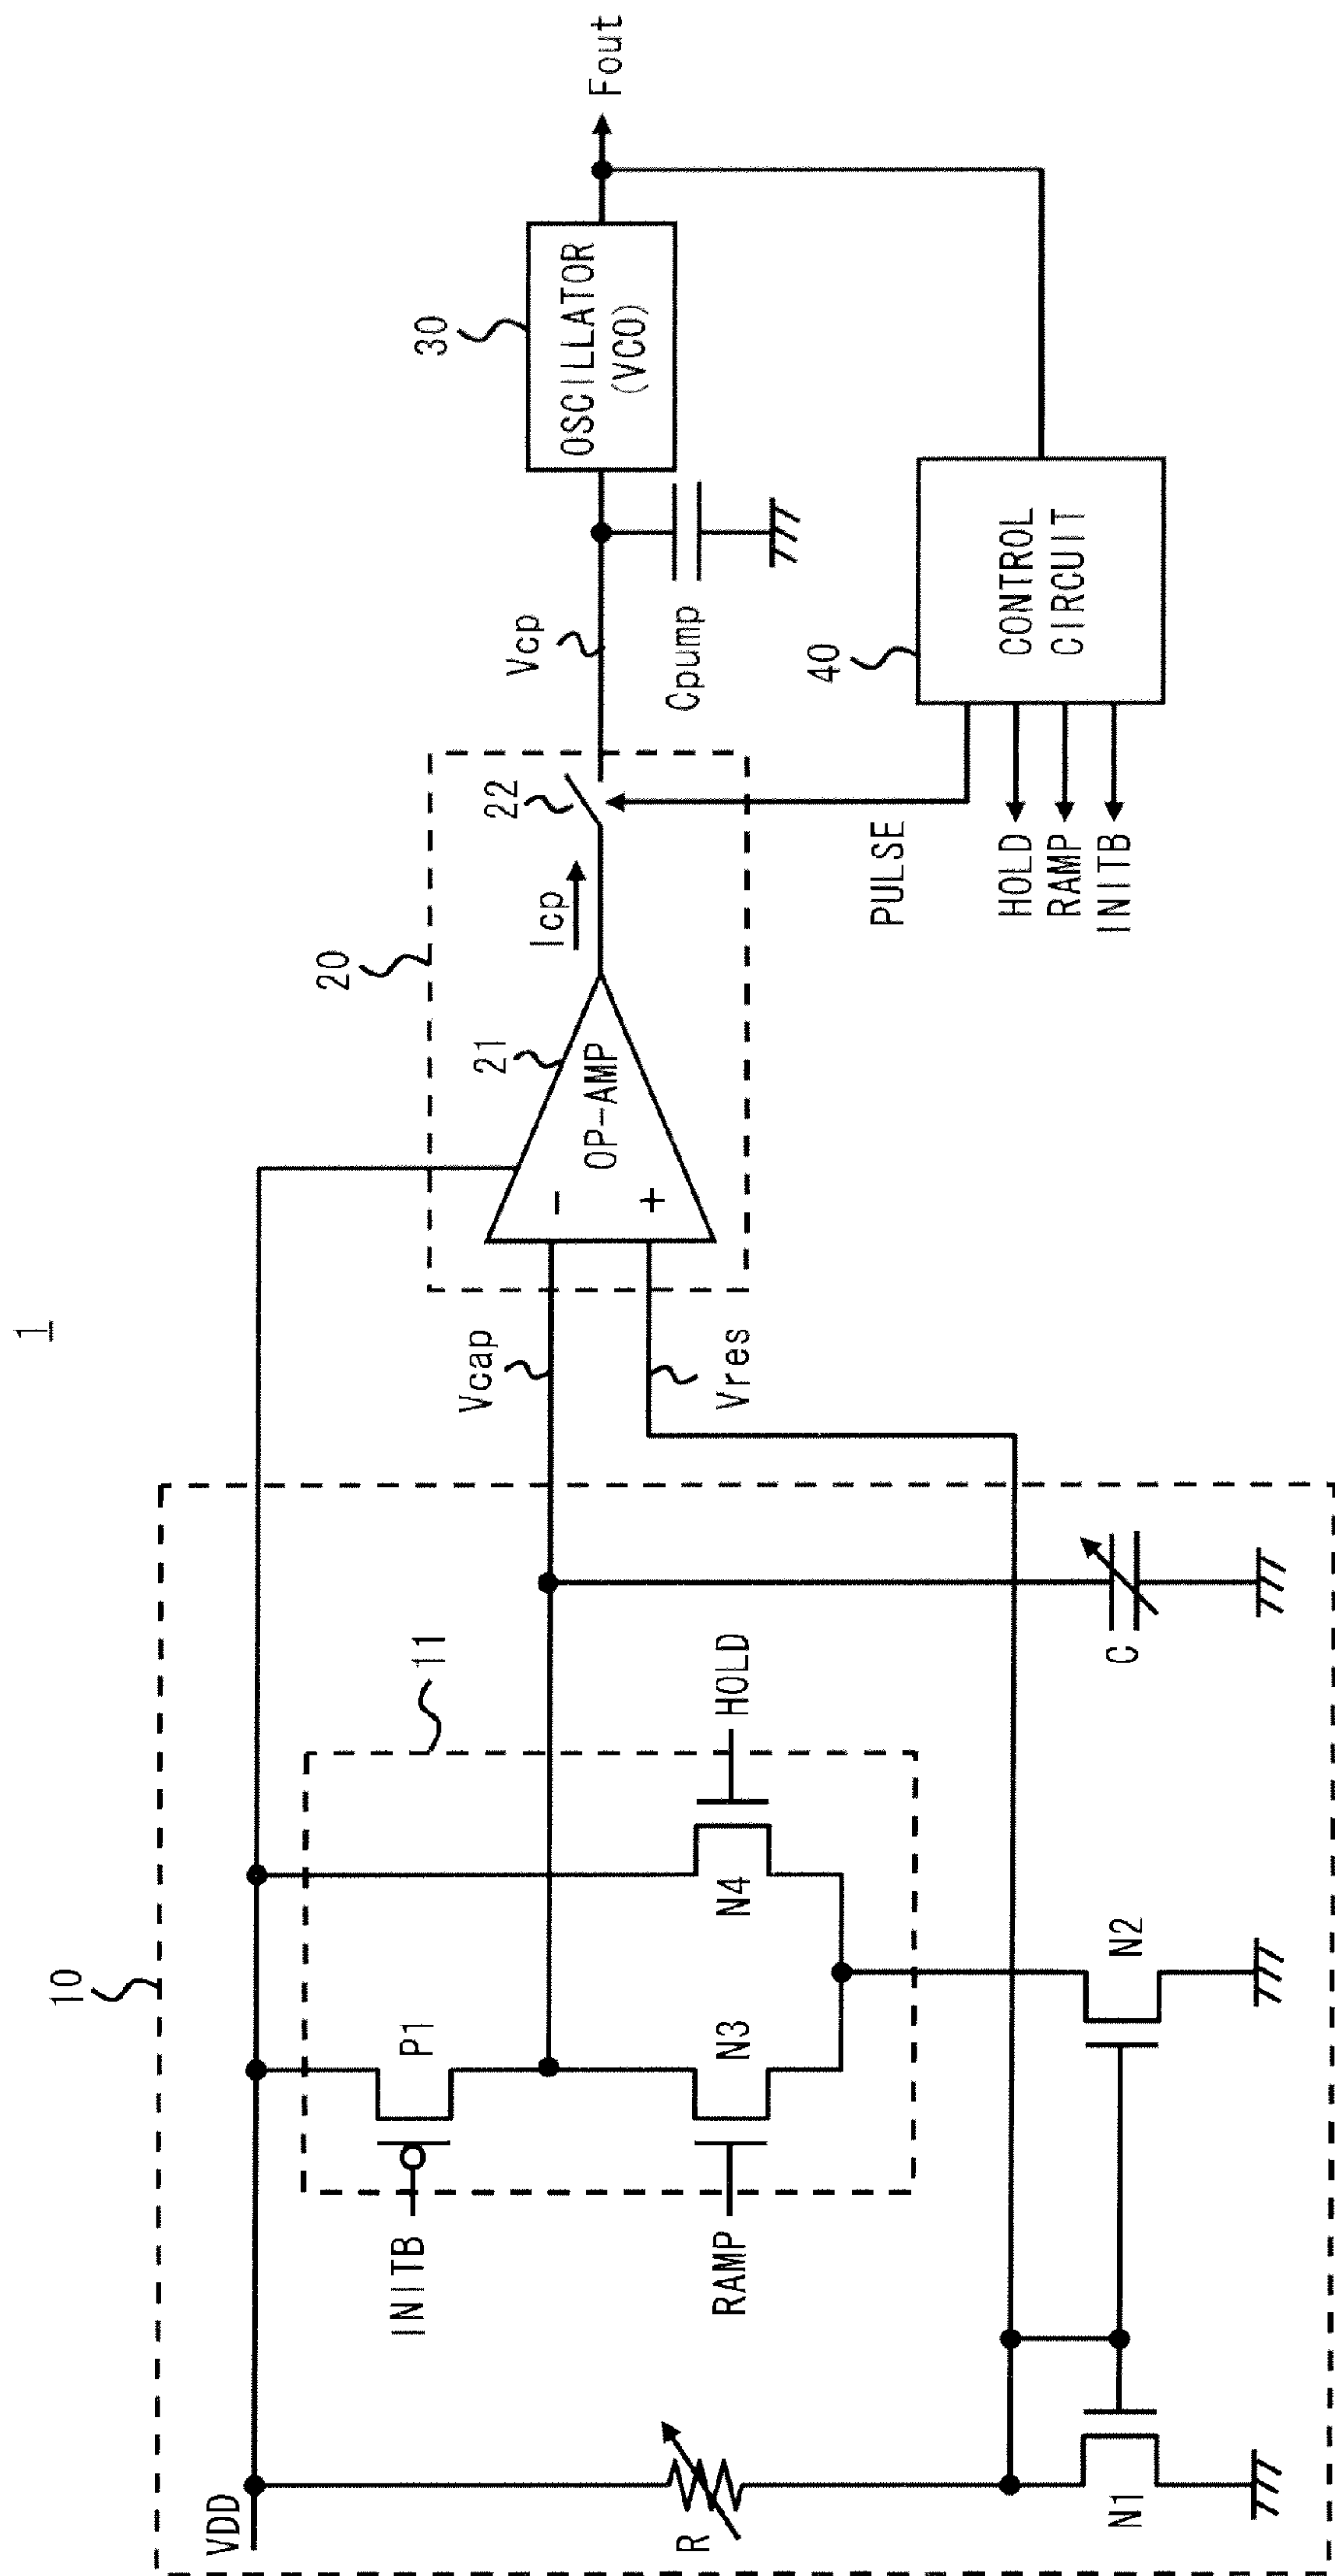 1
10
VDD
R
N1
INITB
P1
RAMP
N3
N4
HOLD
11
N2
C
Vcap
Vres
20
21
OP-AMP
-
+
Icp
22
Vcp
Cpump
30
OSCILLATOR
(VCO)
Fout
PULSE
40
CONTROL
CIRCUIT
HOLD
RAMP
INITB